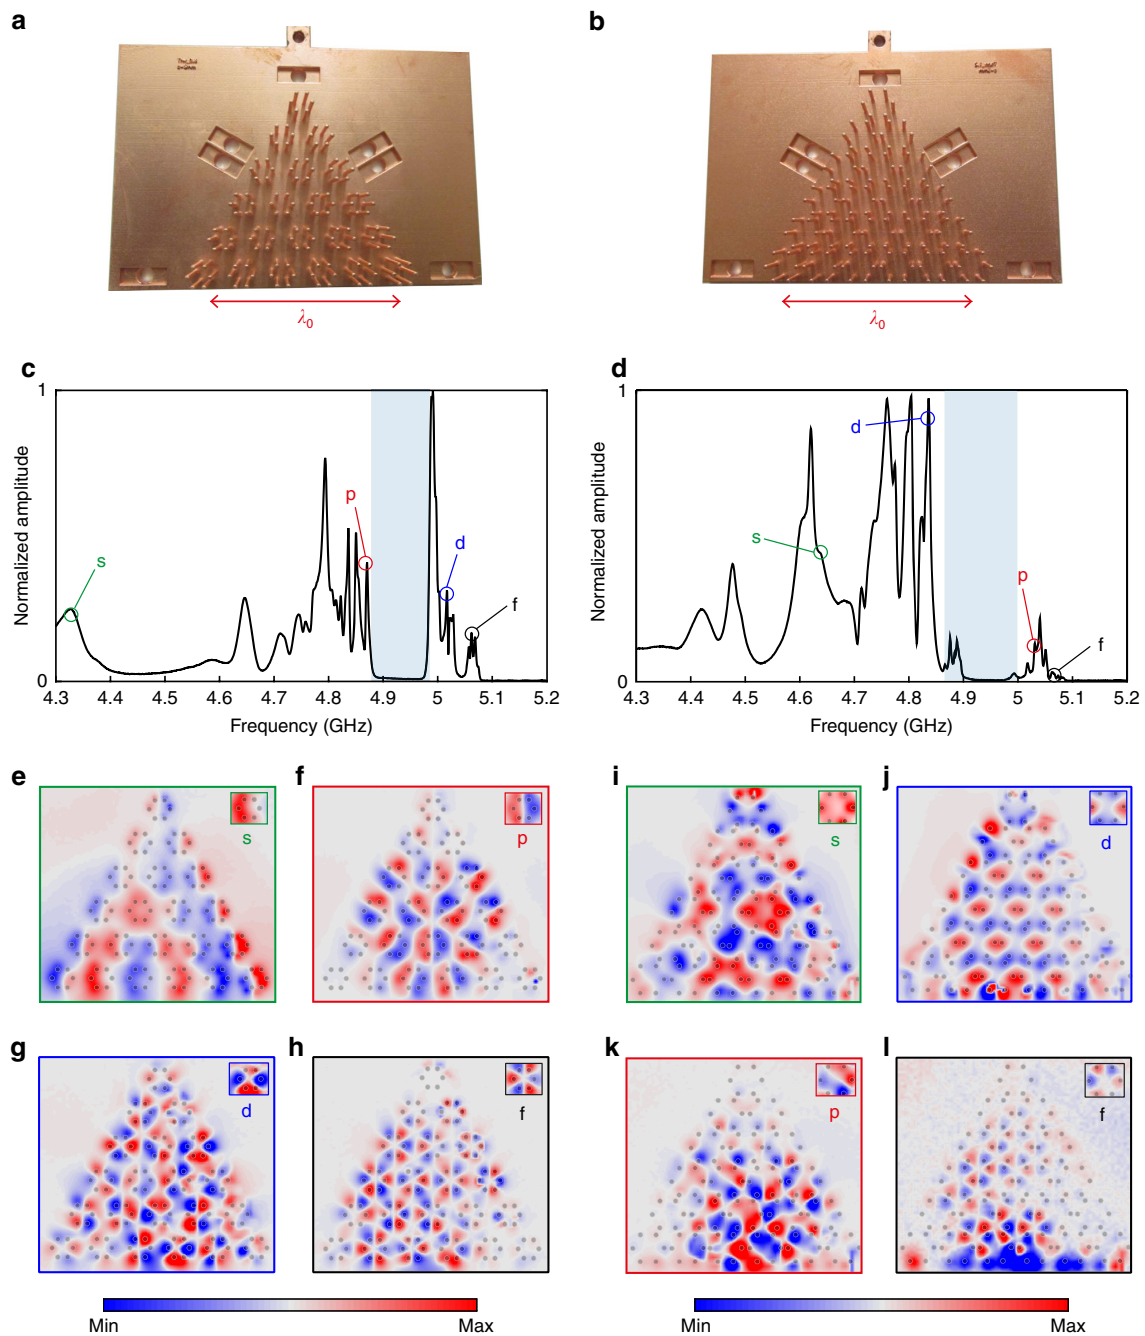 a
b
λ0
λ0
c
d
1
Normalized amplitude
0
s
p
d
f
4.3 4.4 4.5 4.6 4.7 4.8 4.9 5 5.1 5.2
Frequency (GHz)
1
Normalized amplitude
0
s
d
p
f
4.3 4.4 4.5 4.6 4.7 4.8 4.9 5 5.1 5.2
Frequency (GHz)
e
s
f
p
i
s
j
d
g
d
h
f
k
p
l
f
Min
Max
Min
Max